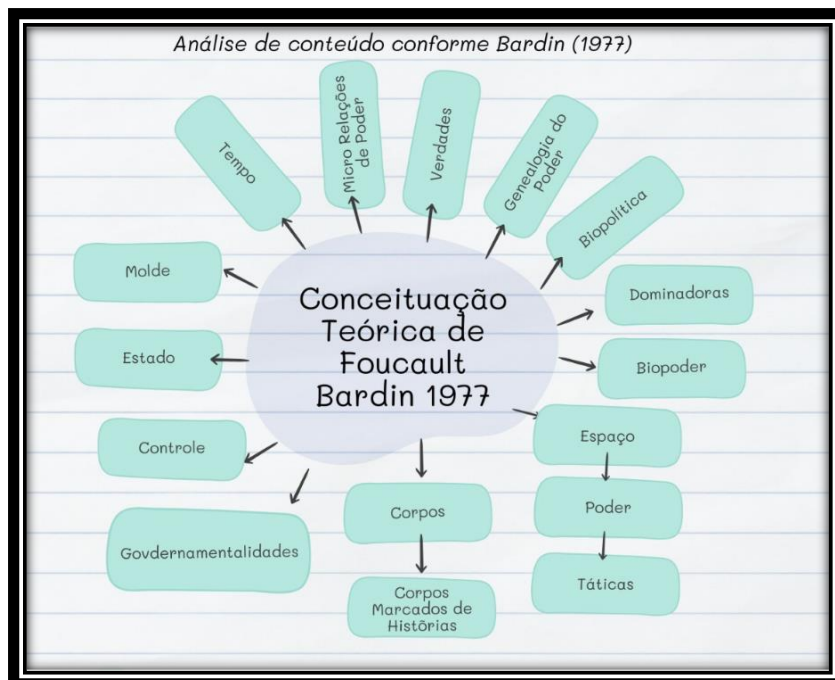 Análise de conteúdo conforme Bardin (1977)
Tempo
Micro Relações
de Poder
Verdades
Genealogia do
Poder
Biopolítica
Molde
Dominadoras
Conceituação
Teórica de
Foucault
Bardin 1977
Estado
Biopoder
Controle
Espaço
Govdernamentalidades
Corpos
Poder
Corpos
Marcados de
Histórias
Táticas